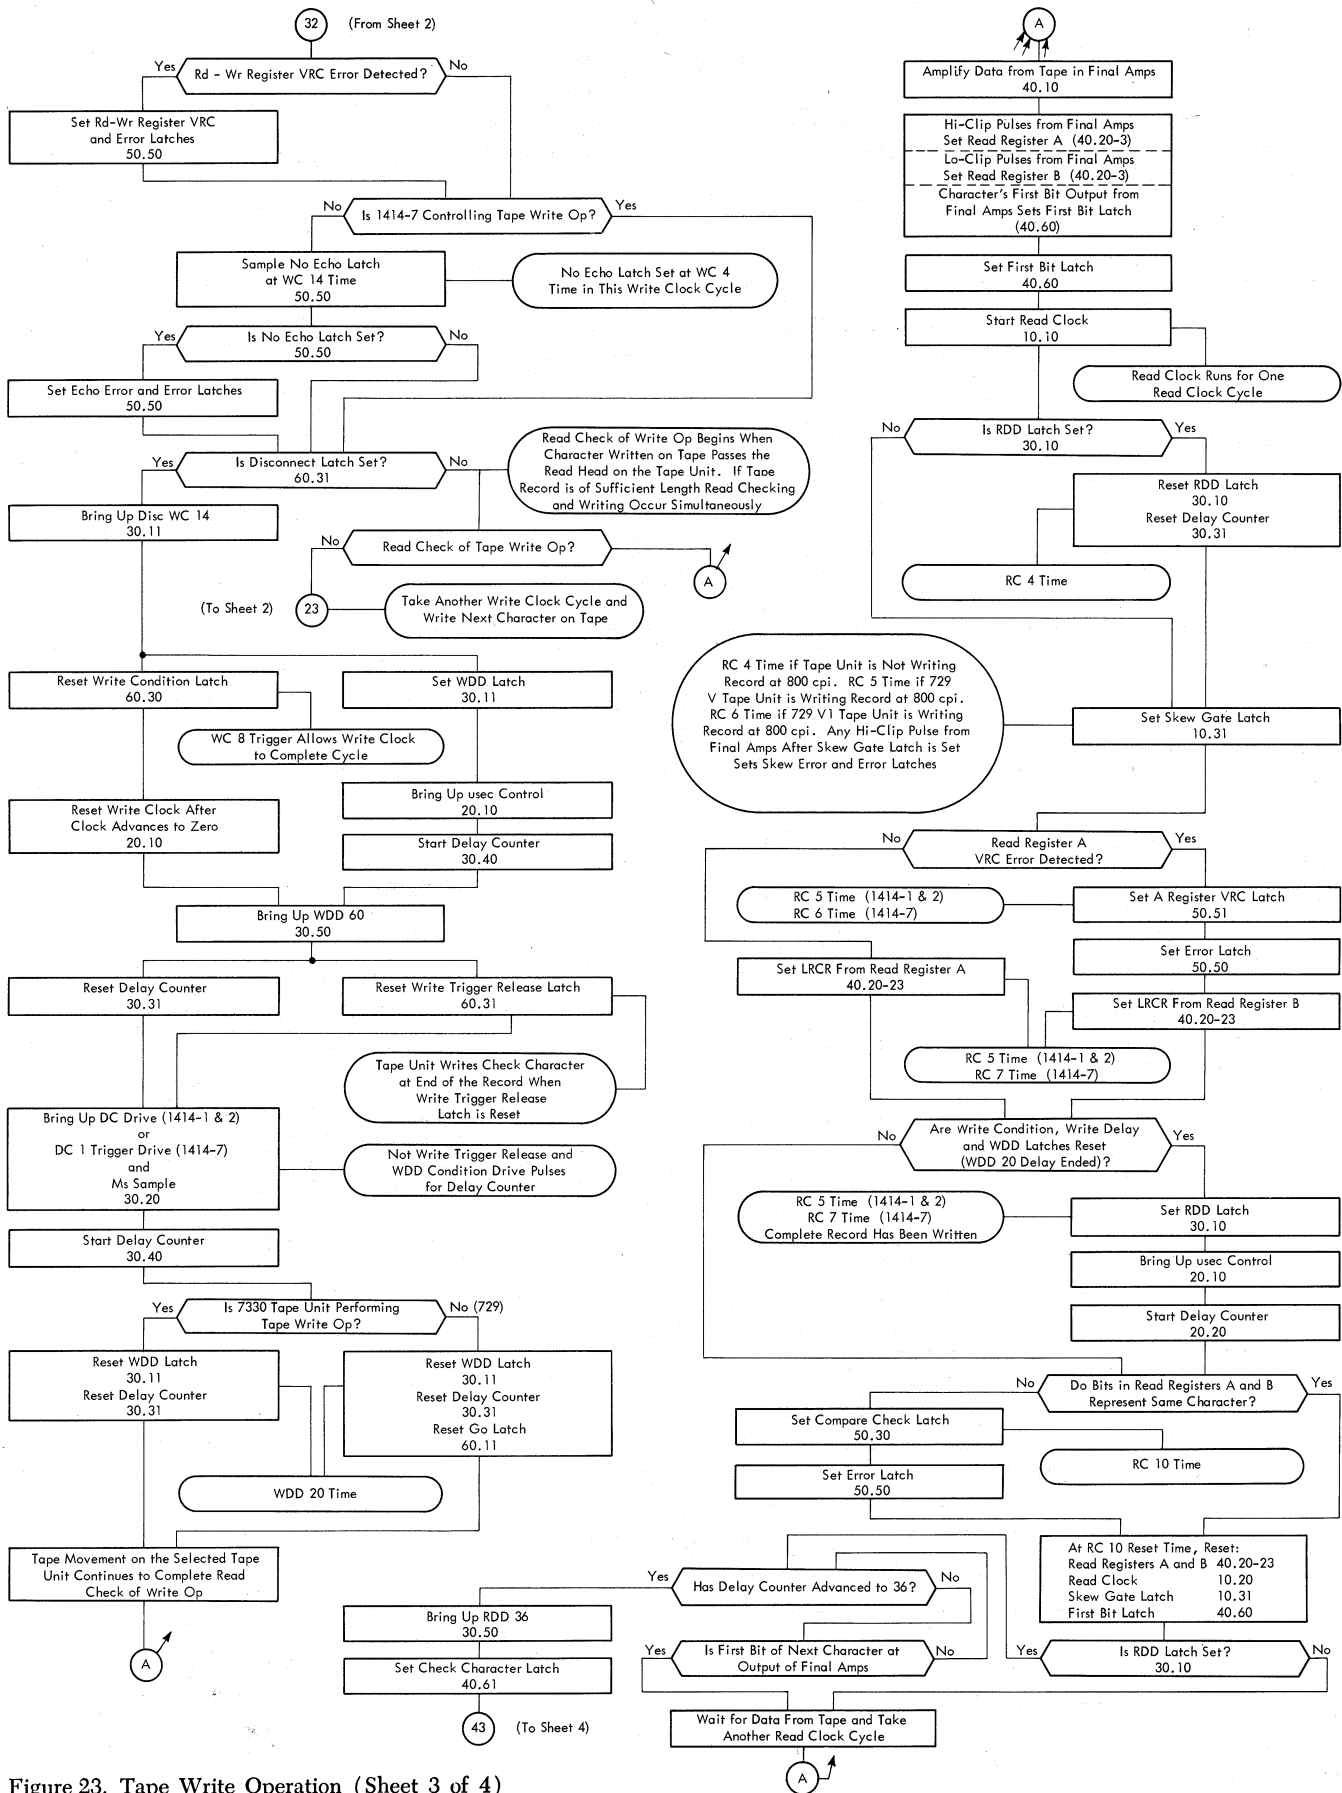 32 (From Sheet 2)
Yes
Rd - Wr Register VRC Error Detected?
No
Set Rd-Wr Register VRC
and Error Latches
50.50
No
Is 1414-7 Controlling Tape Write Op?
Yes
Sample No Echo Latch
at WC 14 Time
50.50
No Echo Latch Set at WC 4
Time in This Write Clock Cycle
Yes
Is No Echo Latch Set?
50.50
No
Set Echo Error and Error Latches
50.50
Yes
Is Disconnect Latch Set?
60.31
No
Read Check of Write Op Begins When
Character Written on Tape Passes the
Read Head on the Tape Unit. If Tape
Record is of Sufficient Length Read Checking
and Writing Occur Simultaneously
Bring Up Disc WC 14
30.11
No
Read Check of Tape Write Op?
A
(To Sheet 2)
23
Take Another Write Clock Cycle and
Write Next Character on Tape
Reset Write Condition Latch
60.30
Set WDD Latch
30.11
WC 8 Trigger Allows Write Clock
to Complete Cycle
Bring Up usec Control
20.10
Reset Write Clock After
Clock Advances to Zero
20.10
Start Delay Counter
30.40
Bring Up WDD 60
30.50
Reset Delay Counter
30.31
Reset Write Trigger Release Latch
60.31
Tape Unit Writes Check Character
at End of the Record When
Write Trigger Release
Latch is Reset
Bring Up DC Drive (1414-1 & 2)
or
DC 1 Trigger Drive (1414-7)
and
Ms Sample
30.20
Not Write Trigger Release and
WDD Condition Drive Pulses
for Delay Counter
Start Delay Counter
30.40
Yes
Is 7330 Tape Unit Performing
Tape Write Op?
No (729)
Reset WDD Latch
30.11
Reset Delay Counter
30.31
Reset WDD Latch
30.11
Reset Delay Counter
30.31
Reset Go Latch
60.11
WDD 20 Time
Tape Movement on the Selected Tape
Unit Continues to Complete Read
Check of Write Op
A
A
Amplify Data from Tape in Final Amps
40.10
Hi-Clip Pulses from Final Amps
Set Read Register A (40.20-3)
Lo-Clip Pulses from Final Amps
Set Read Register B (40.20-3)
Character's First Bit Output from
Final Amps Sets First Bit Latch
(40.60)
Set First Bit Latch
40.60
Start Read Clock
10.10
Read Clock Runs for One
Read Clock Cycle
No
Is RDD Latch Set?
30.10
Yes
Reset RDD Latch
30.10
Reset Delay Counter
30.31
RC 4 Time
RC 4 Time if Tape Unit is Not Writing
Record at 800 cpi. RC 5 Time if 729
V Tape Unit is Writing Record at 800 cpi.
RC 6 Time if 729 V1 Tape Unit is Writing
Record at 800 cpi. Any Hi-Clip Pulse from
Final Amps After Skew Gate Latch is Set
Sets Skew Error and Error Latches
Set Skew Gate Latch
10.31
No
Read Register A
VRC Error Detected?
Yes
RC 5 Time (1414-1 & 2)
RC 6 Time (1414-7)
Set A Register VRC Latch
50.51
Set Error Latch
50.50
Set LRCR From Read Register A
40.20-23
Set LRCR From Read Register B
40.20-23
RC 5 Time (1414-1 & 2)
RC 7 Time (1414-7)
No
Are Write Condition, Write Delay
and WDD Latches Reset
(WDD 20 Delay Ended)?
Yes
RC 5 Time (1414-1 & 2)
RC 7 Time (1414-7)
Complete Record Has Been Written
Set RDD Latch
30.10
Bring Up usec Control
20.10
Start Delay Counter
20.20
No
Do Bits in Read Registers A and B
Represent Same Character?
Yes
Set Compare Check Latch
50.30
RC 10 Time
Set Error Latch
50.50
At RC 10 Reset Time, Reset:
Read Registers A and B 40.20-23
Read Clock 10.20
Skew Gate Latch 10.31
First Bit Latch 40.60
Yes
Has Delay Counter Advanced to 36?
No
Bring Up RDD 36
30.50
Yes
Is First Bit of Next Character at
Output of Final Amps
No
Yes
Is RDD Latch Set?
30.10
No
Set Check Character Latch
40.61
43 (To Sheet 4)
Wait for Data From Tape and Take
Another Read Clock Cycle
A
Figure 23. Tape Write Operation (Sheet 3 of 4)